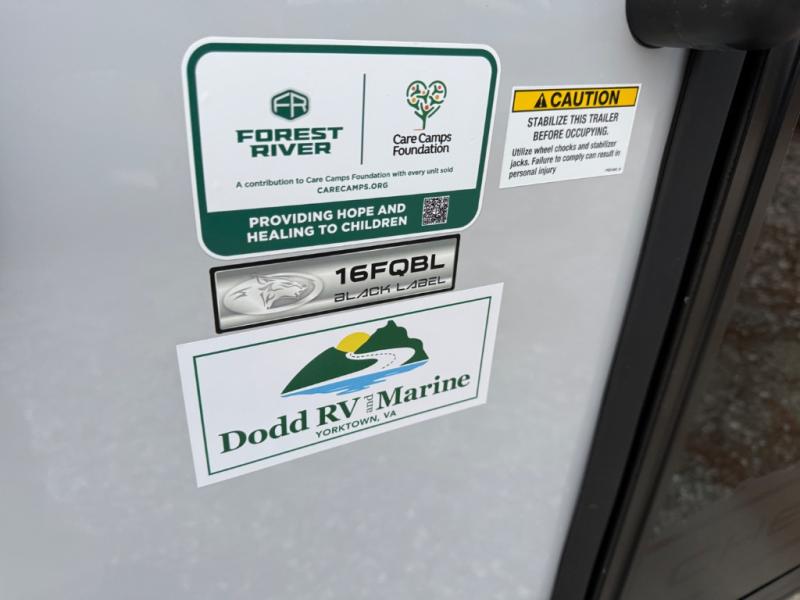 FR
FOREST
RIVER
Care Camps
Foundation
A contribution to Care Camps Foundation with every unit sold
CARECAMPS.ORG
PROVIDING HOPE AND
HEALING TO CHILDREN
CAUTION
STABILIZE THIS TRAILER
BEFORE OCCUPYING.
Utilize wheel chocks and stabilizer
jacks. Failure to comply can result in
personal injury
16FQBL
BLACK LABEL
Dodd RV and Marine
YORKTOWN, VA